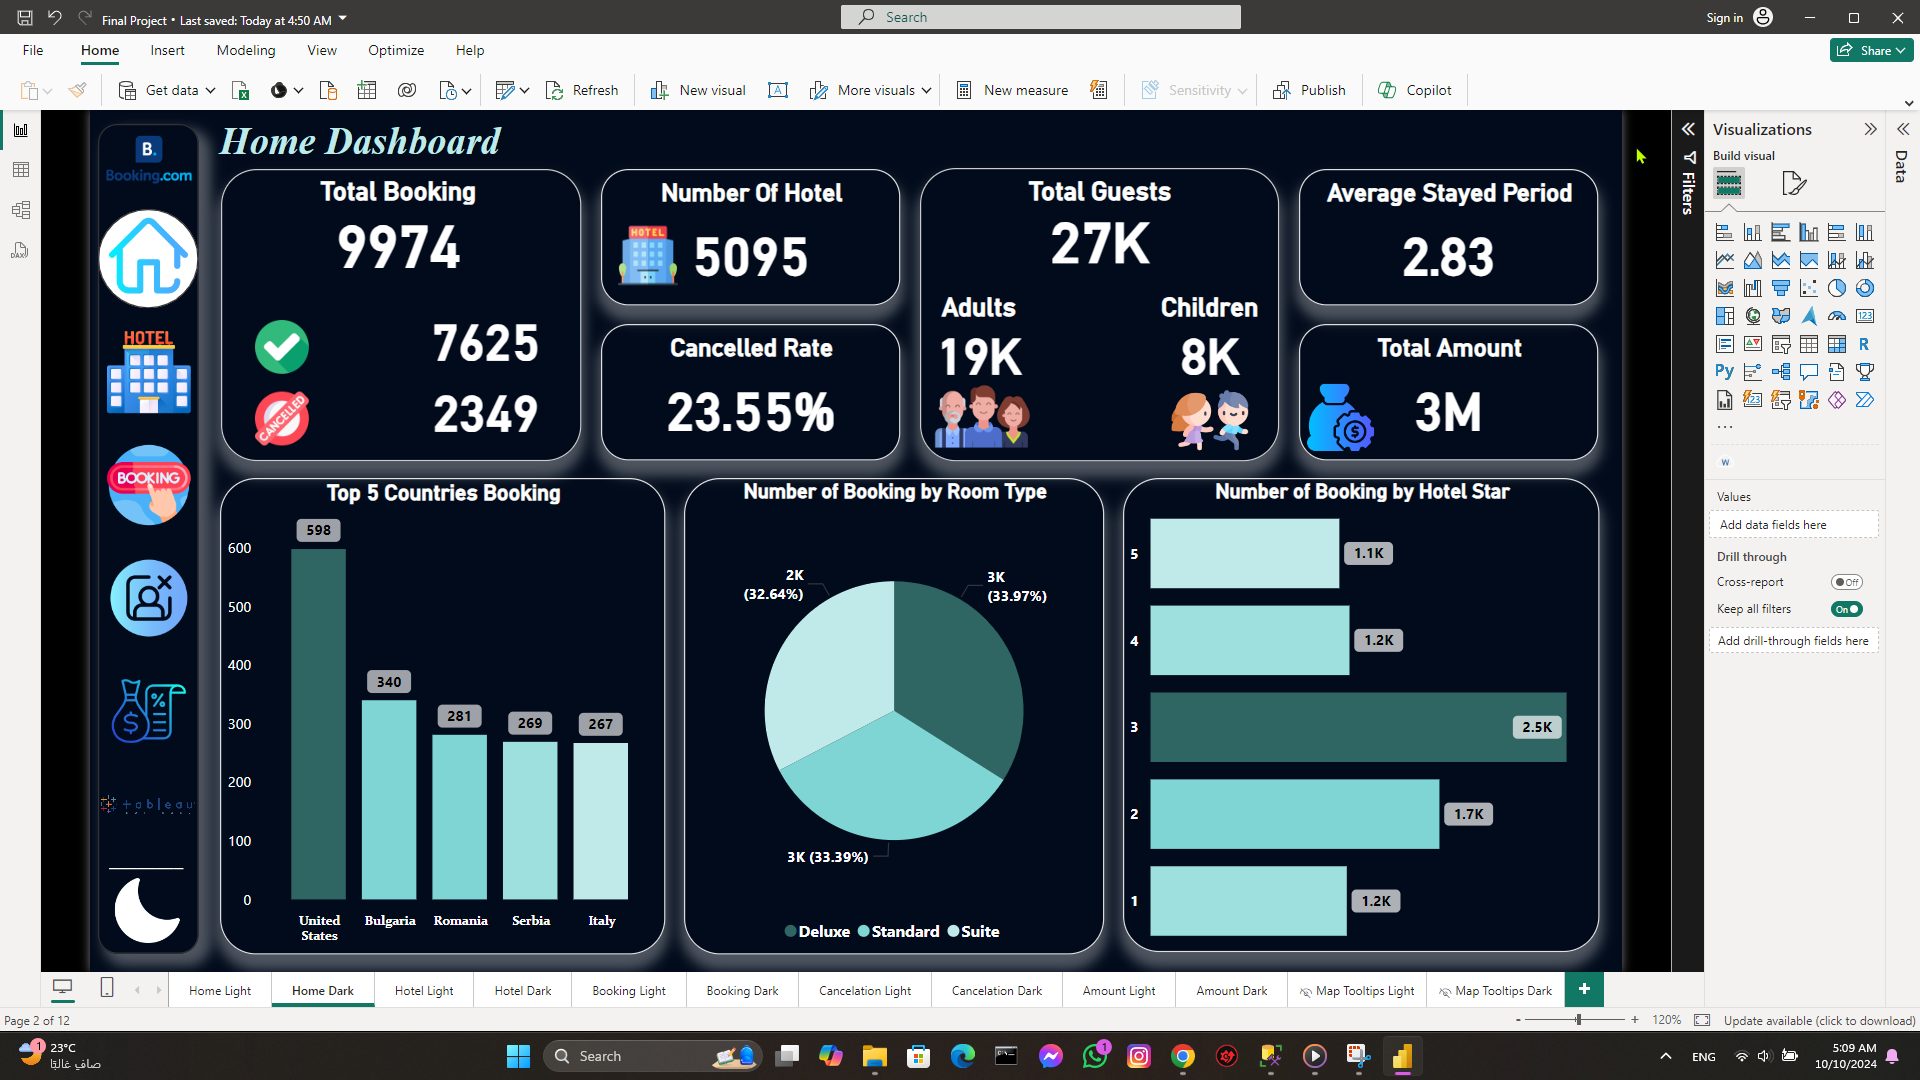 Final Project • Last saved: Today at 4:50 AM
Search
Sign in
File
Home
Insert
Modeling
View
Optimize
Help
Share
Get data
Refresh
New visual
A
More visuals
New measure
Sensitivity
Publish
Copilot
B.
Booking.com
Home Dashboard
Total Booking
9974
7625
CANCELLED
2349
Number Of Hotel
HOTEL
5095
Cancelled Rate
23.55%
Total Guests
27K
Adults
Children
19K
8K
Average Stayed Period
2.83
Total Amount
3M
HOTEL
BOOKING
tableau
Top 5 Countries Booking
600
500
400
300
200
100
0
598
340
281
269
267
United States
Bulgaria
Romania
Serbia
Italy
Number of Booking by Room Type
2K
(32.64%)
3K
(33.97%)
3K (33.39%)
Deluxe
Standard
Suite
Number of Booking by Hotel Star
5
1.1K
4
1.2K
3
2.5K
2
1.7K
1
1.2K
Filters
Visualizations
Build visual
123
R
Py
123
...
W
Values
Add data fields here
Drill through
Cross-report
Off
Keep all filters
On
Add drill-through fields here
Data
DAX
Home Light
Home Dark
Hotel Light
Hotel Dark
Booking Light
Booking Dark
Cancelation Light
Cancelation Dark
Amount Light
Amount Dark
Map Tooltips Light
Map Tooltips Dark
+
Page 2 of 12
-
+
120%
Update available (click to download)
1
23°C
صافٍ غالبًا
Search
1
ENG
5:09 AM
10/10/2024